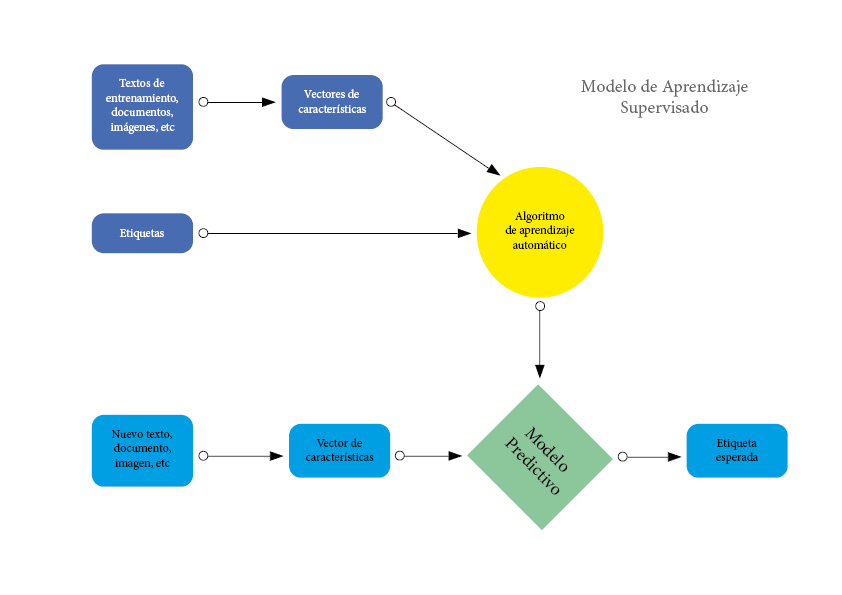 Modelo de Aprendizaje
Supervisado
Textos de
entrenamiento,
documentos,
imágenes, etc
Vectores de
características
Etiquetas
Algoritmo
de aprendizaje
automático
Nuevo texto,
documento,
imagen, etc
Vector de
características
Modelo
Predictivo
Etiqueta
esperada